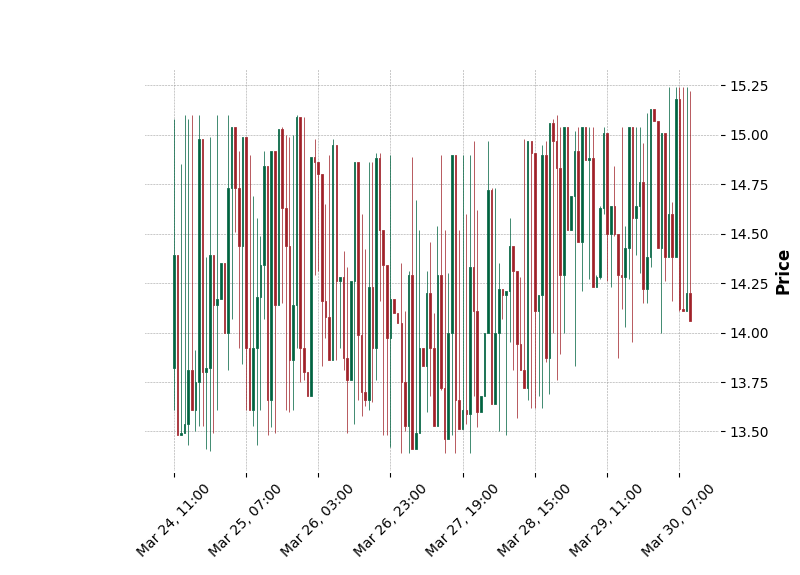 15.25
15.00
14.75
14.50
14.25
14.00
13.75
13.50
Price
Mar 24, 11:00
Mar 25, 07:00
Mar 26, 03:00
Mar 26, 23:00
Mar 27, 19:00
Mar 28, 15:00
Mar 29, 11:00
Mar 30, 07:00